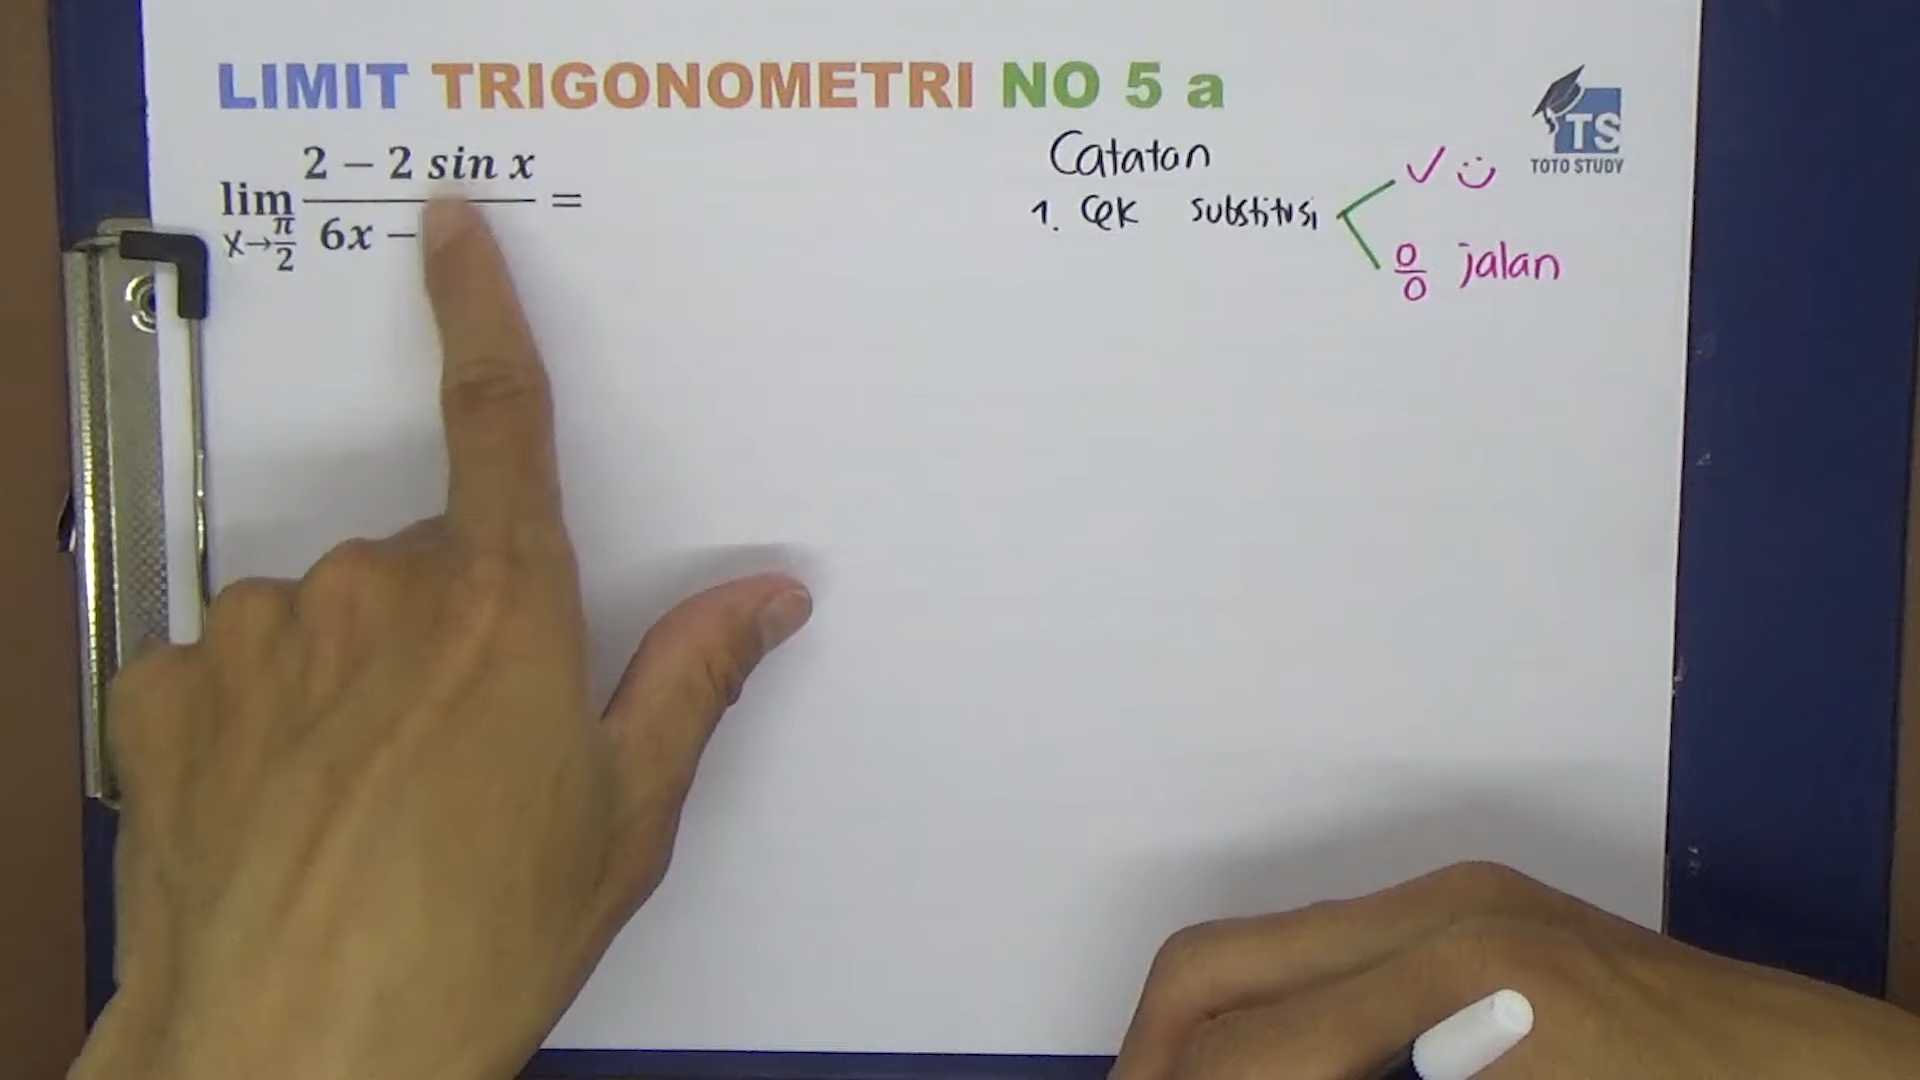 LIMIT TRIGONOMETRI NO 5 a
TS
TOTO STUDY
2 − 2 sin x
lim =
x→π/2 6x −
Catatan
1. Cek substitusi ✓
0/0 jalan